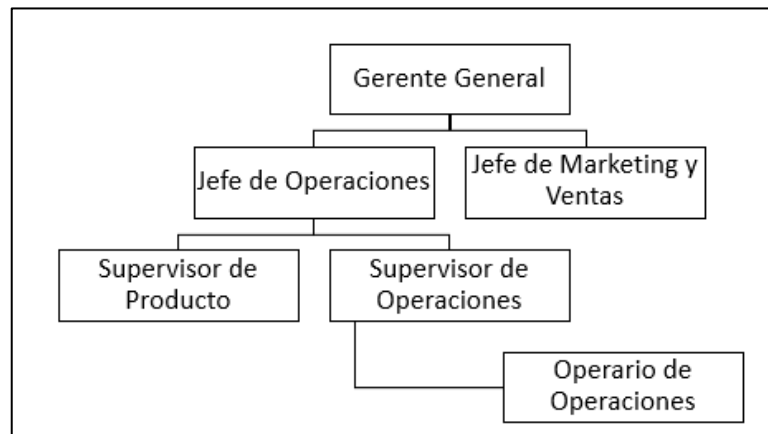 Gerente General
Jefe de Operaciones
Jefe de Marketing y
Ventas
Supervisor de
Producto
Supervisor de
Operaciones
Operario de
Operaciones